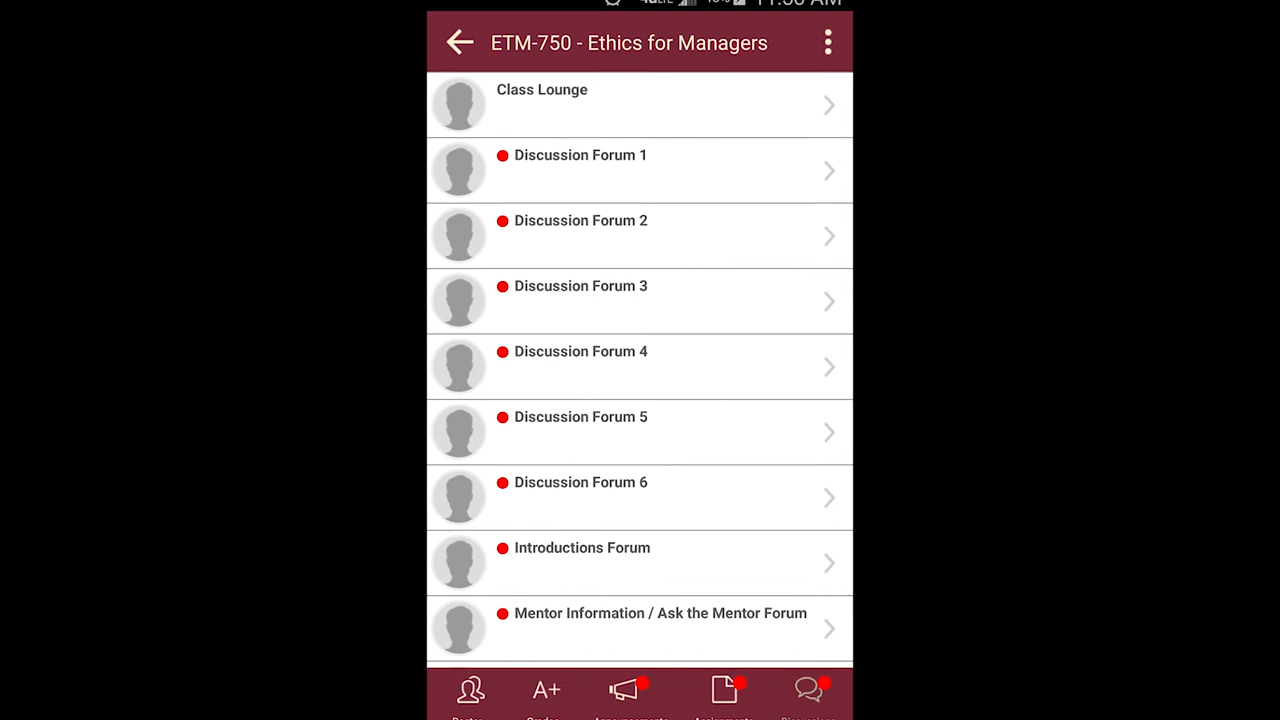 ETM-750 - Ethics for Managers
Class Lounge
Discussion Forum 1
Discussion Forum 2
Discussion Forum 3
Discussion Forum 4
Discussion Forum 5
Discussion Forum 6
Introductions Forum
Mentor Information / Ask the Mentor Forum
A+